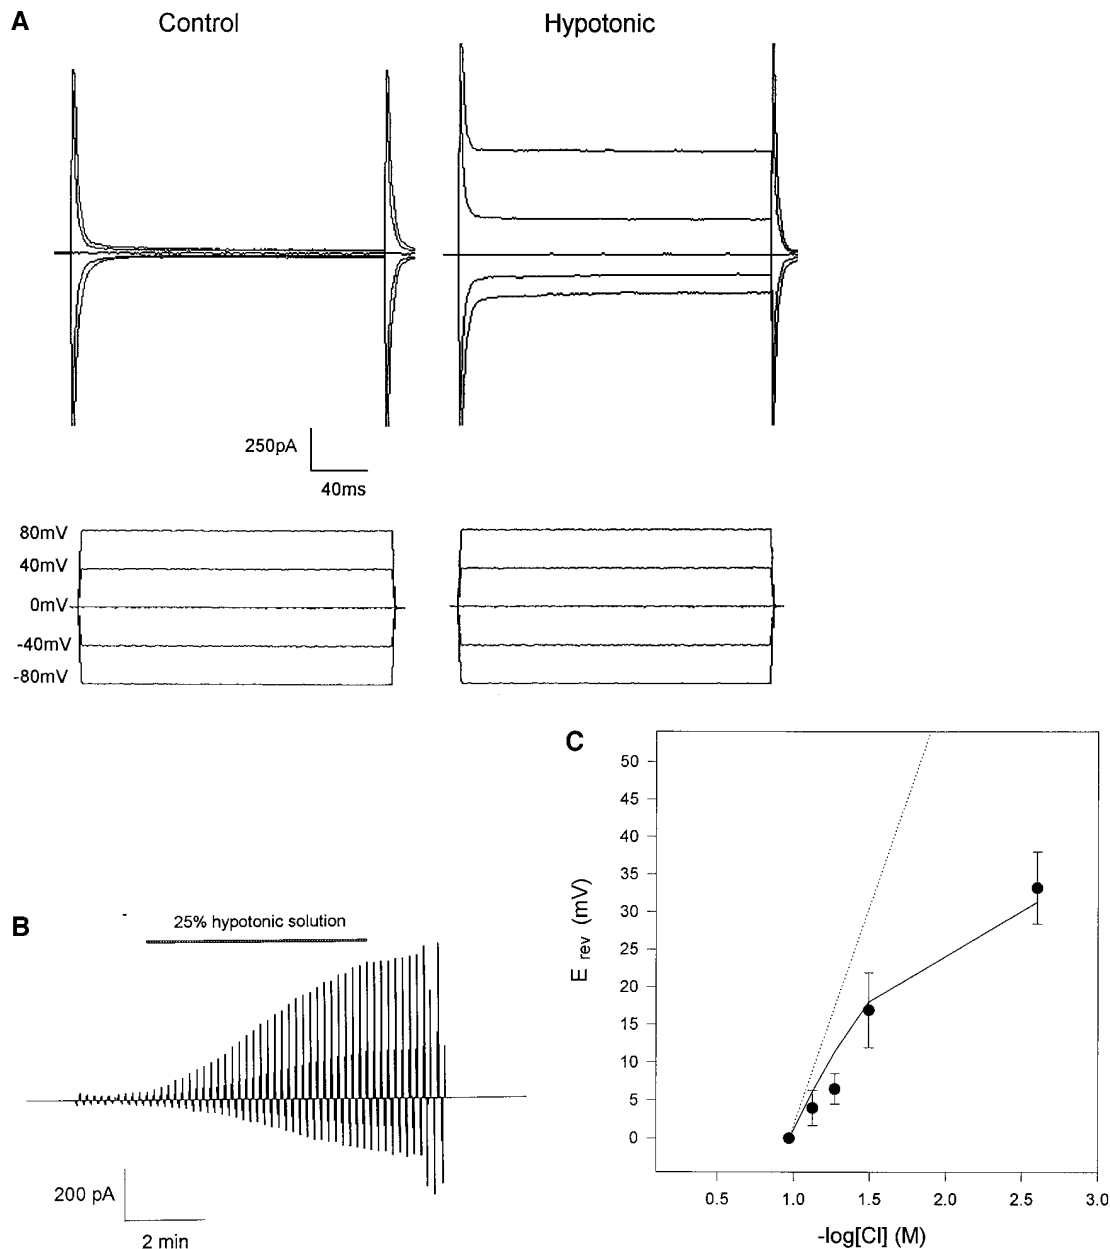 A
Control
Hypotonic
250pA
40ms
80mV
40mV
0mV
-40mV
-80mV
B
25% hypotonic solution
200 pA
2 min
C
E rev (mV)
50
45
40
35
30
25
20
15
10
5
0
0.5 1.0 1.5 2.0 2.5 3.0
-log[Cl] (M)